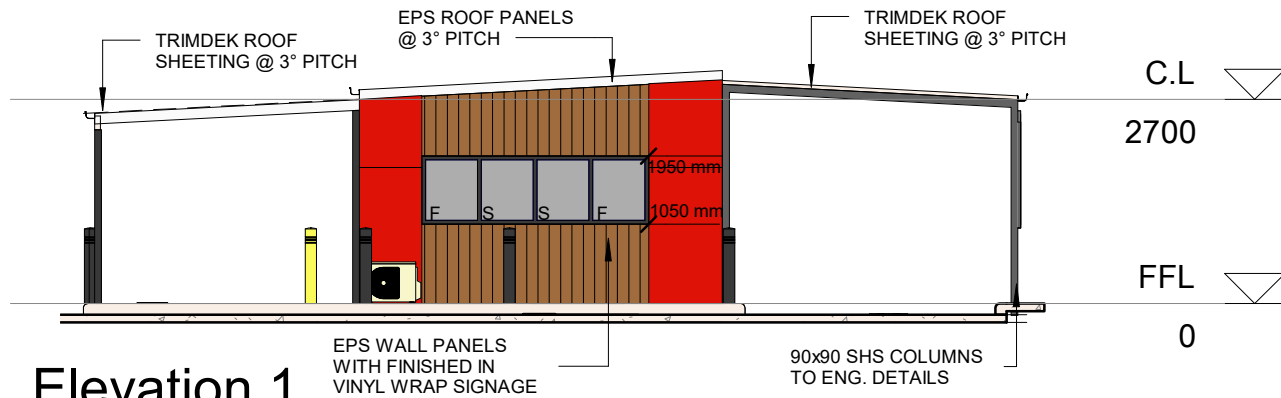 EPS ROOF PANELS
@ 3° PITCH
TRIMDEK ROOF
SHEETING @ 3° PITCH
TRIMDEK ROOF
SHEETING @ 3° PITCH
C.L
2700
1950 mm
F S S F
1050 mm
FFL
0
EPS WALL PANELS
WITH FINISHED IN
VINYL WRAP SIGNAGE
90x90 SHS COLUMNS
TO ENG. DETAILS
Elevation 1